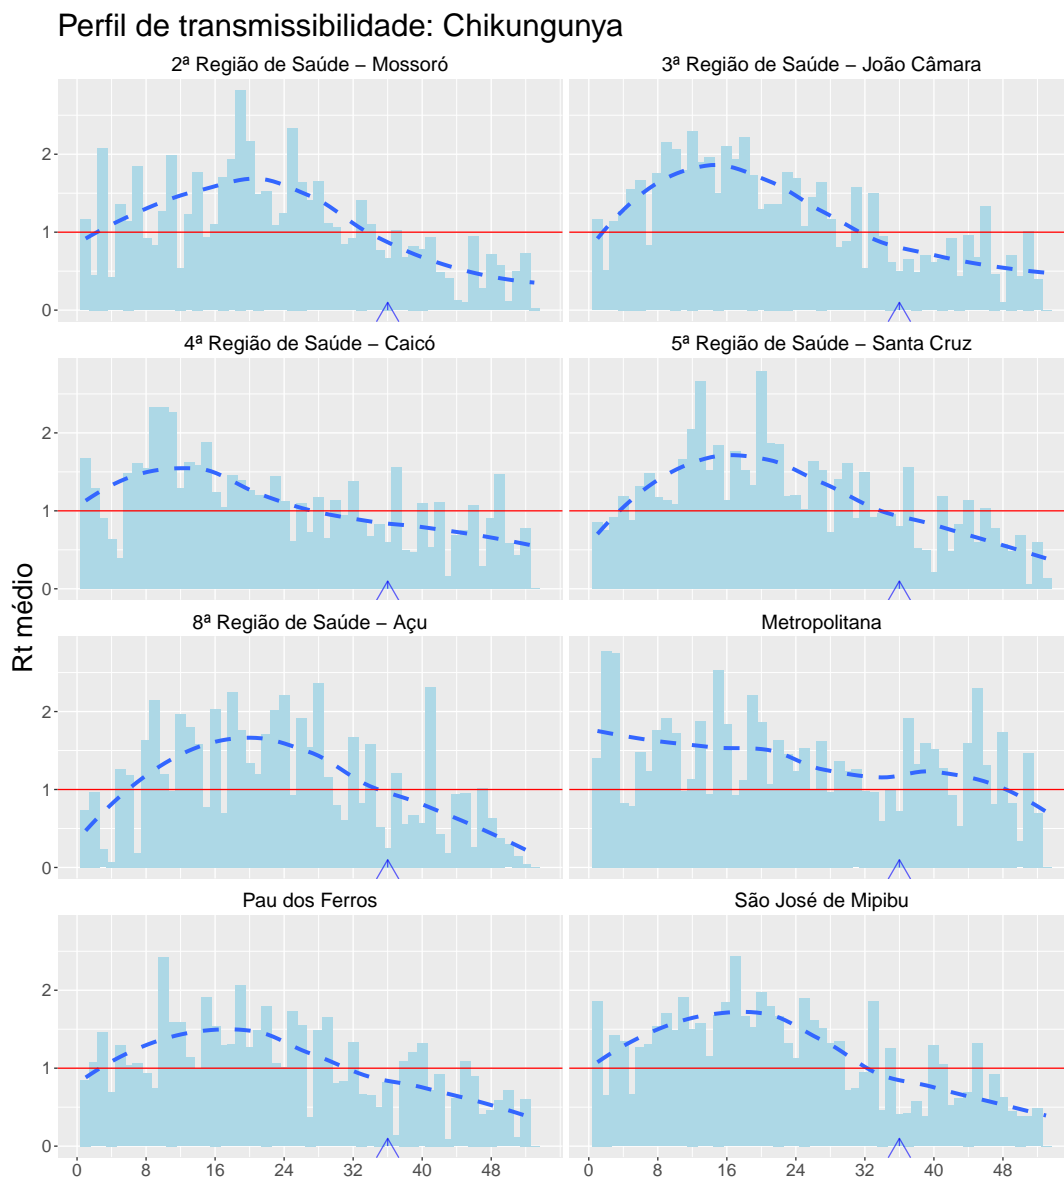 Perfil de transmissibilidade: Chikungunya
2ª Região de Saúde – Mossoró
3ª Região de Saúde – João Câmara
2
1
0
4ª Região de Saúde – Caicó
5ª Região de Saúde – Santa Cruz
2
1
0
Rt médio
8ª Região de Saúde – Açu
Metropolitana
2
1
0
Pau dos Ferros
São José de Mipibu
2
1
0
0 8 16 24 32 40 48
0 8 16 24 32 40 48